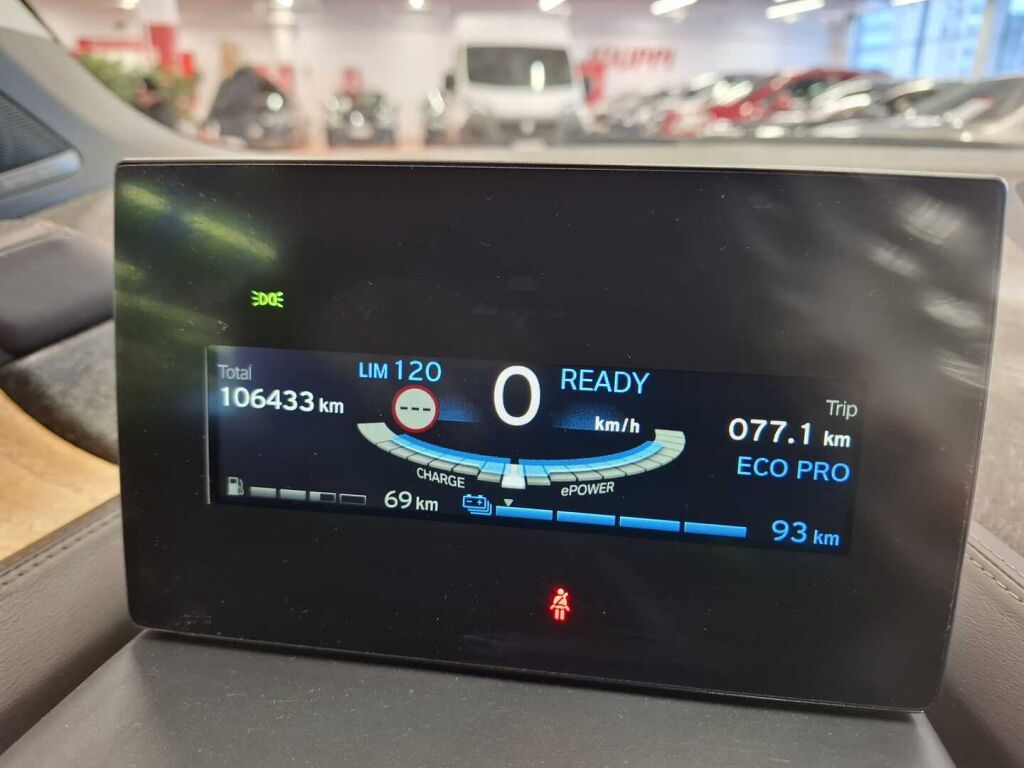 Total
106433 km
LIM 120
---
0
km/h
READY
Trip
077.1 km
ECO PRO
CHARGE
ePOWER
69 km
93 km